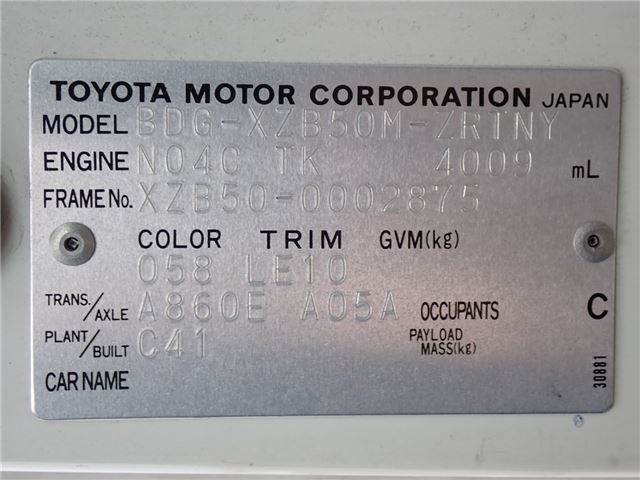 TOYOTA MOTOR CORPORATION JAPAN
MODEL BDG-XZB50M-ZRTNY
ENGINE N04C TK 4009 mL
FRAME No. XZB50-0002875
COLOR TRIM GVM(kg)
058 LE10
TRANS./AXLE A860E A05A OCCUPANTS C
PLANT/BUILT C41 PAYLOAD MASS(kg)
CAR NAME
30881